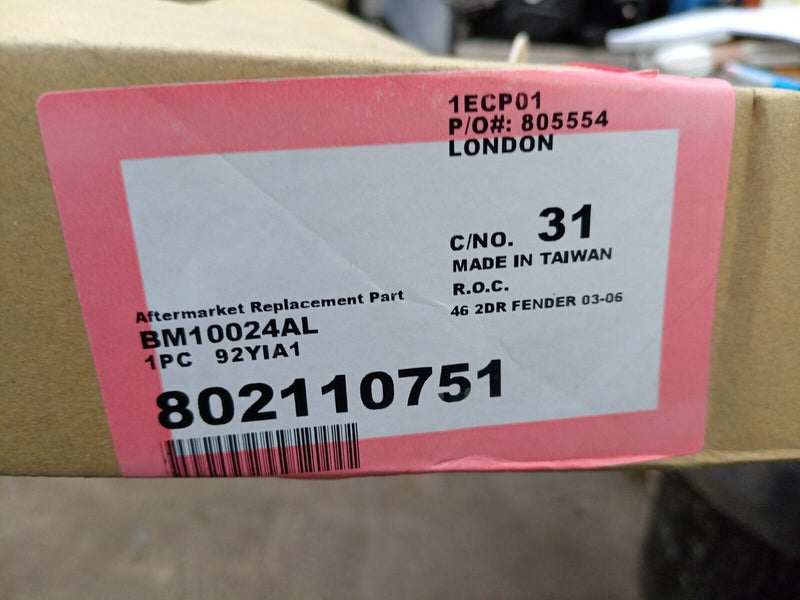 1ECP01
P/O#: 805554
LONDON
C/NO. 31
MADE IN TAIWAN
R.O.C.
46 2DR FENDER 03-06
Aftermarket Replacement Part
BM10024AL
1PC 92YIA1
802110751